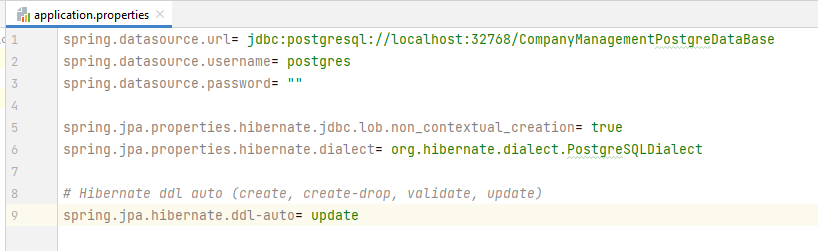 application.properties
1 spring.datasource.url= jdbc:postgresql://localhost:32768/CompanyManagementPostgreDataBase
2 spring.datasource.username= postgres
3 spring.datasource.password= ""
4
5 spring.jpa.properties.hibernate.jdbc.lob.non_contextual_creation= true
6 spring.jpa.properties.hibernate.dialect= org.hibernate.dialect.PostgreSQLDialect
7
8 # Hibernate ddl auto (create, create-drop, validate, update)
9 spring.jpa.hibernate.ddl-auto= update